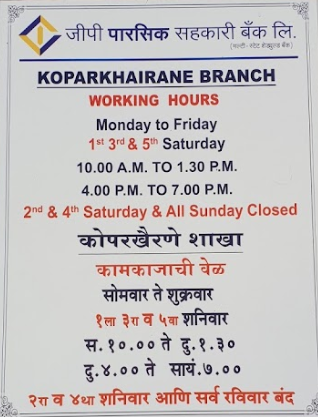 जीपी पारसिक सहकारी बँक लि.
(मल्टी-स्टेट शेड्युल्ड बँक)
KOPARKHAIRANE BRANCH
WORKING HOURS
Monday to Friday
1st 3rd & 5th Saturday
10.00 A.M. TO 1.30 P.M.
4.00 P.M. TO 7.00 P.M.
2nd & 4th Saturday & All Sunday Closed
कोपरखैरणे शाखा
कामकाजाची वेळ
सोमवार ते शुक्रवार
१ला ३रा व ५वा शनिवार
स.१०.०० ते दु.१.३०
दु.४.०० ते सायं.७.००
२रा व ४था शनिवार आणि सर्व रविवार बंद